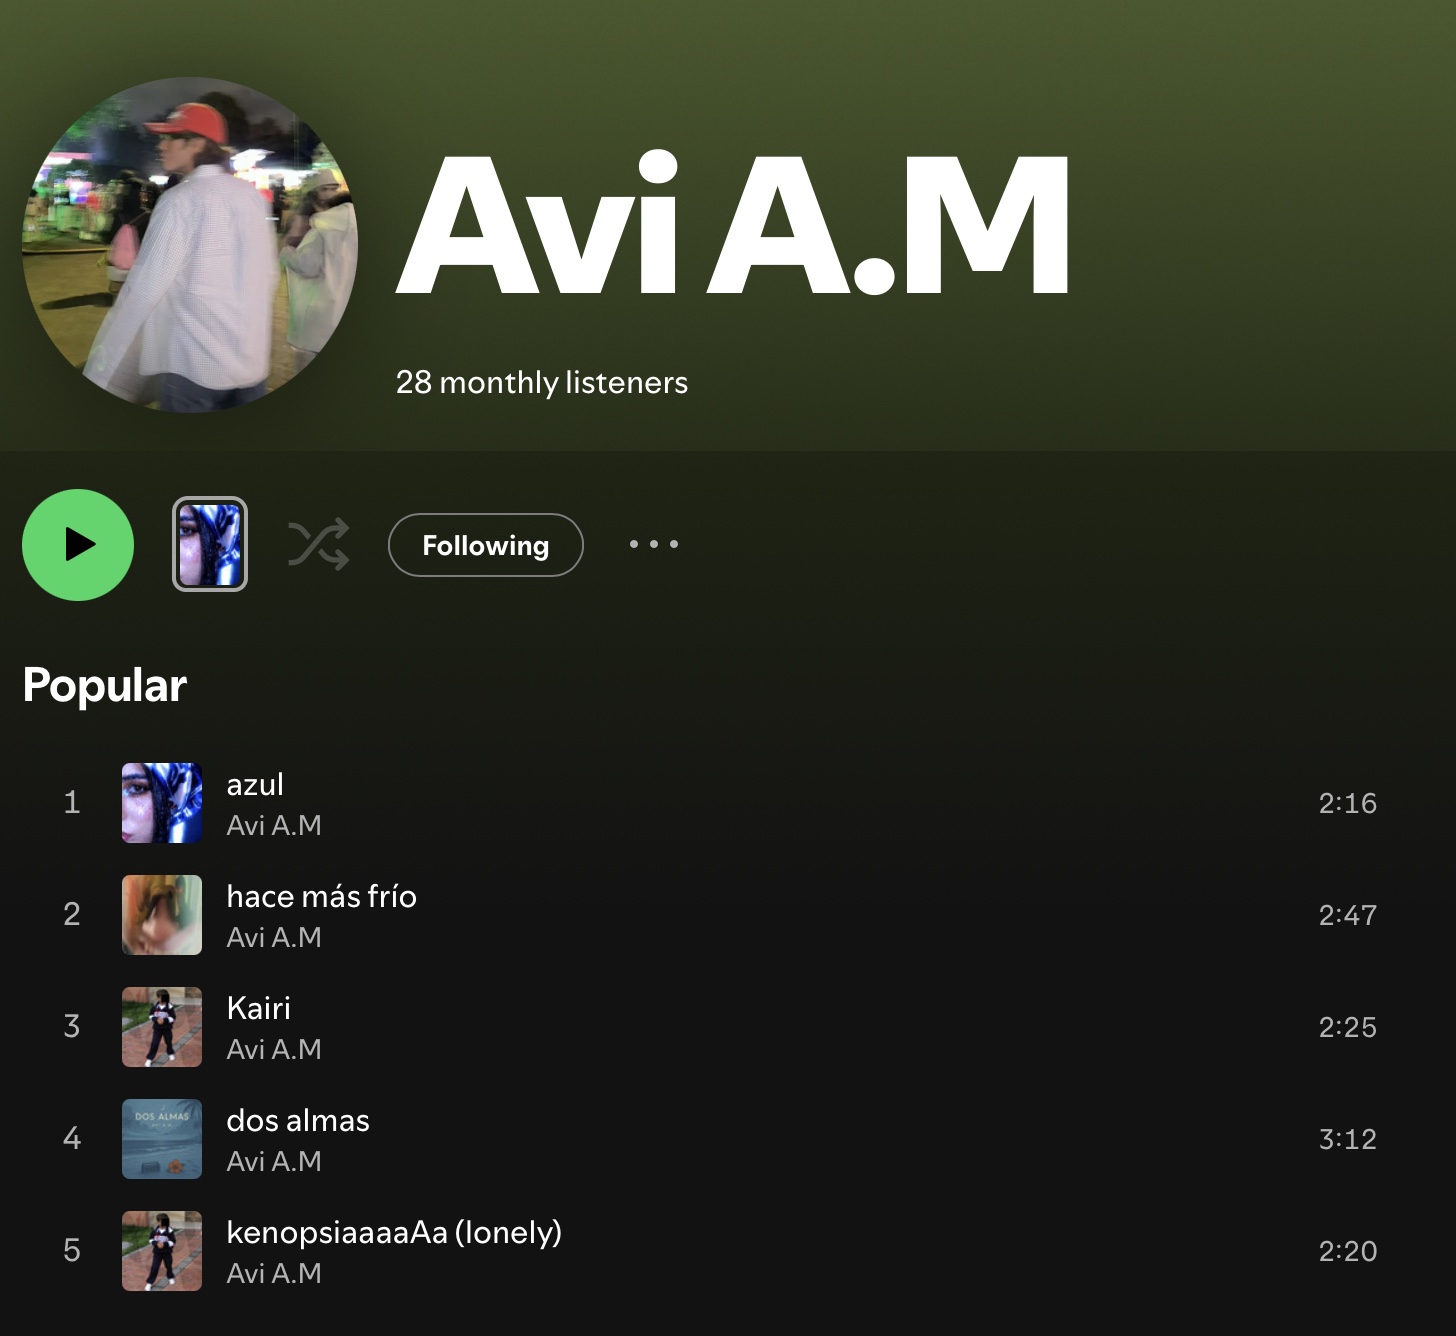 Avi A.M
28 monthly listeners
Following
Popular
1
azul
Avi A.M
2:16
2
hace más frío
Avi A.M
2:47
3
Kairi
Avi A.M
2:25
4
DOS ALMAS
dos almas
Avi A.M
3:12
5
kenopsiaaaaAa (lonely)
Avi A.M
2:20